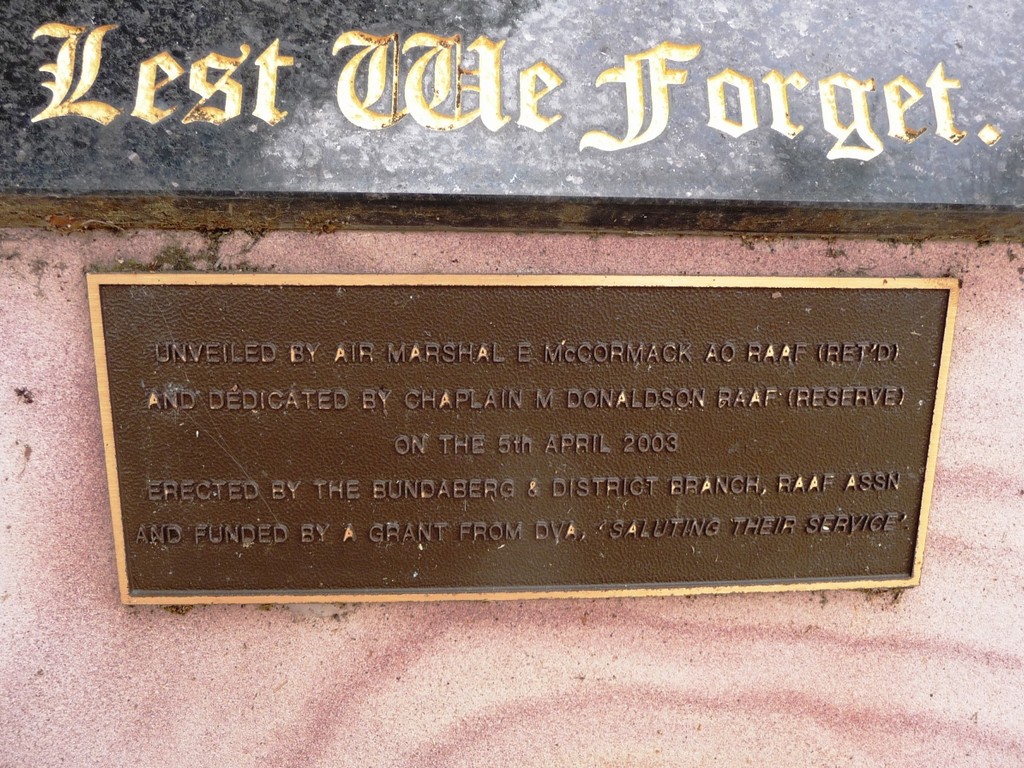 Lest We Forget.
UNVEILED BY AIR MARSHAL E McCORMACK AO RAAF (RET'D)
AND DEDICATED BY CHAPLAIN M DONALDSON RAAF (RESERVE)
ON THE 5th APRIL 2003
ERECTED BY THE BUNDABERG & DISTRICT BRANCH, RAAF ASSN
AND FUNDED BY A GRANT FROM DVA, 'SALUTING THEIR SERVICE'.